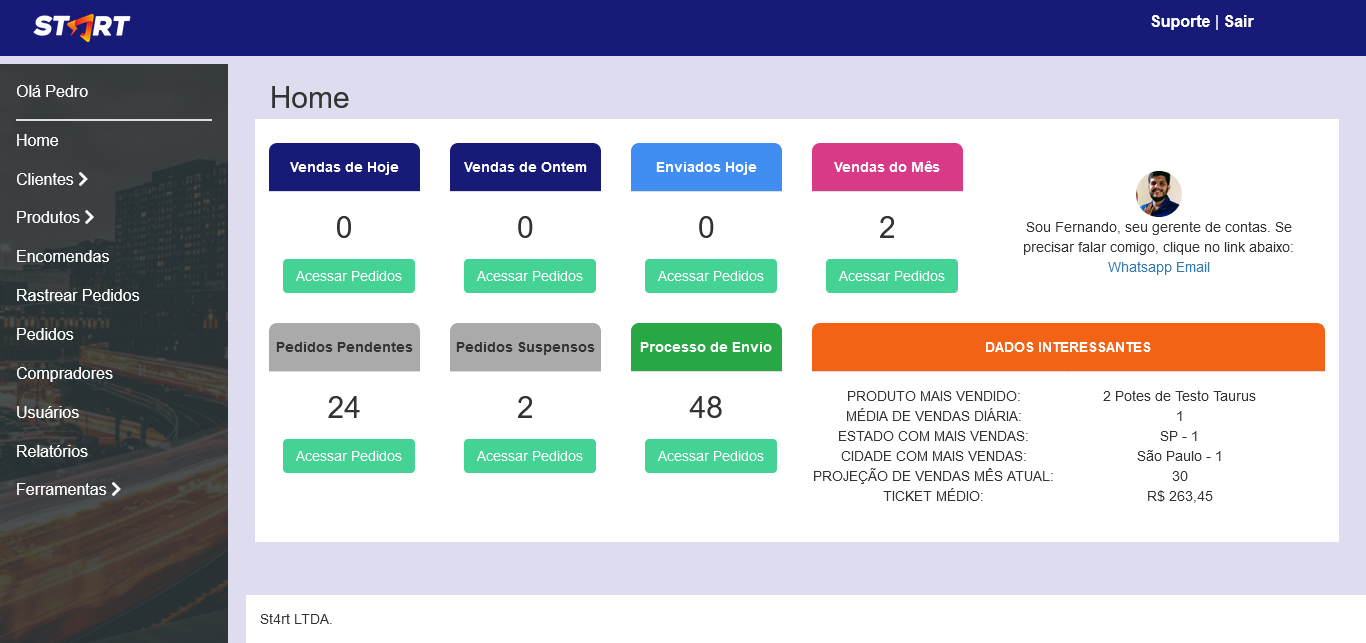 ST4RT
Suporte | Sair
Olá Pedro
Home
Clientes
Produtos
Encomendas
Rastrear Pedidos
Pedidos
Compradores
Usuários
Relatórios
Ferramentas
Home
Vendas de Hoje
0
Acessar Pedidos
Vendas de Ontem
0
Acessar Pedidos
Enviados Hoje
0
Acessar Pedidos
Vendas do Mês
2
Acessar Pedidos
Sou Fernando, seu gerente de contas. Se
precisar falar comigo, clique no link abaixo:
Whatsapp Email
Pedidos Pendentes
24
Acessar Pedidos
Pedidos Suspensos
2
Acessar Pedidos
Processo de Envio
48
Acessar Pedidos
DADOS INTERESSANTES
PRODUTO MAIS VENDIDO: 2 Potes de Testo Taurus
MÉDIA DE VENDAS DIÁRIA: 1
ESTADO COM MAIS VENDAS: SP - 1
CIDADE COM MAIS VENDAS: São Paulo - 1
PROJEÇÃO DE VENDAS MÊS ATUAL: 30
TICKET MÉDIO: R$ 263,45
St4rt LTDA.